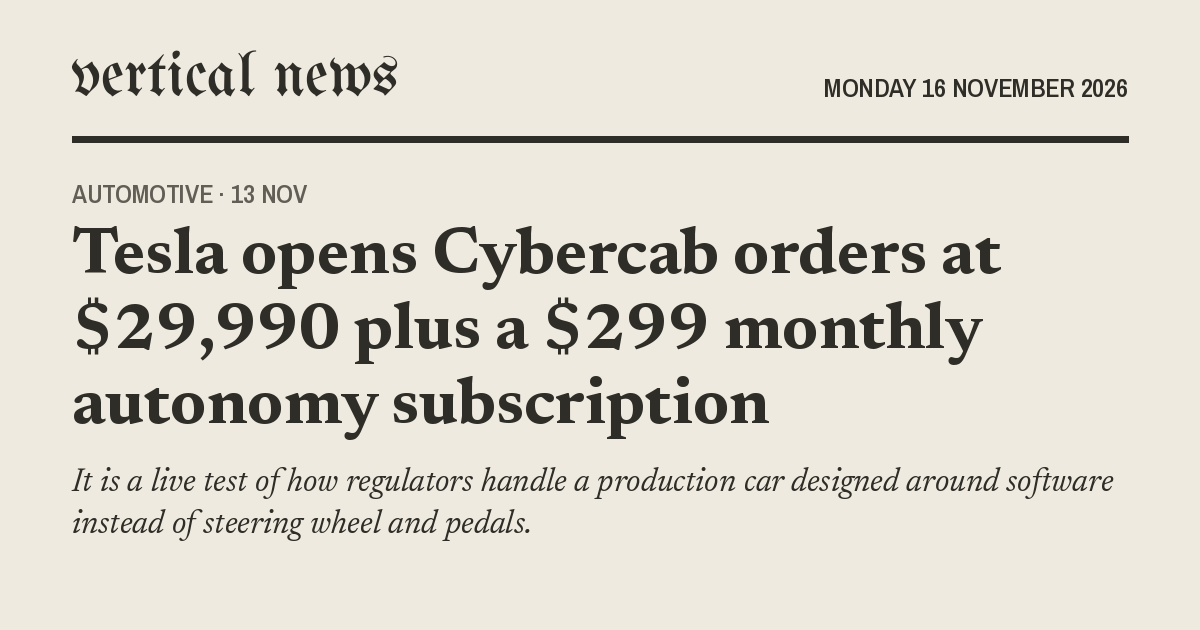 vertical news
MONDAY 16 NOVEMBER 2026
AUTOMOTIVE · 13 NOV
Tesla opens Cybercab orders at
$29,990 plus a $299 monthly
autonomy subscription
It is a live test of how regulators handle a production car designed around software
instead of steering wheel and pedals.